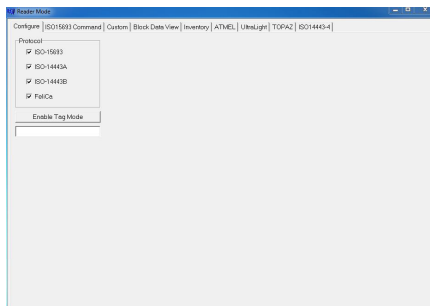 Reader Mode
Configure ISO15693 Command Custom Block Data View Inventory ATMEL UltraLight TOPAZ ISO14443-4
Protocol
ISO-15693
ISO-14443A
ISO-14443B
FeliCa
Enable Tag Mode